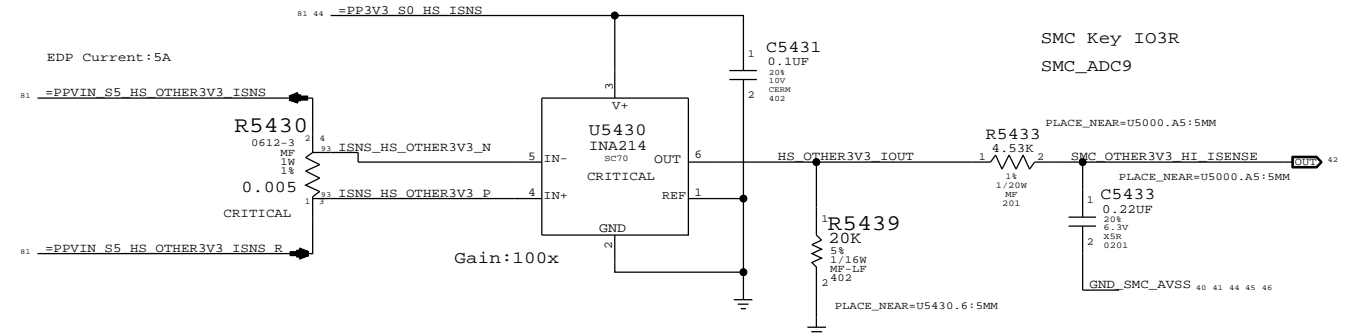 81 44 =PP3V3_S0_HS_ISNS
SMC Key IO3R
SMC_ADC9
EDP Current:5A
1 C5431
0.1UF
20%
10V
CERM
2 402
81 =PPVIN_S5_HS_OTHER3V3_ISNS
3
V+
R5430
0612-3
MF
1W
1%
0.005
CRITICAL
2 4
1 3
93 ISNS_HS_OTHER3V3_N
93 ISNS_HS_OTHER3V3_P
5 IN-
4 IN+
U5430
INA214
SC70
CRITICAL
OUT 6
REF 1
GND
2
HS_OTHER3V3_IOUT
PLACE_NEAR=U5000.A5:5MM
R5433
4.53K
1 2
1%
1/20W
MF
201
SMC_OTHER3V3_HI_ISENSE
OUT 42
PLACE_NEAR=U5000.A5:5MM
1 C5433
0.22UF
20%
6.3V
X5R
2 0201
1 R5439
20K
5%
1/16W
MF-LF
2 402
81 =PPVIN_S5_HS_OTHER3V3_ISNS_R
Gain:100x
GND_SMC_AVSS 40 41 44 45 46
PLACE_NEAR=U5430.6:5MM